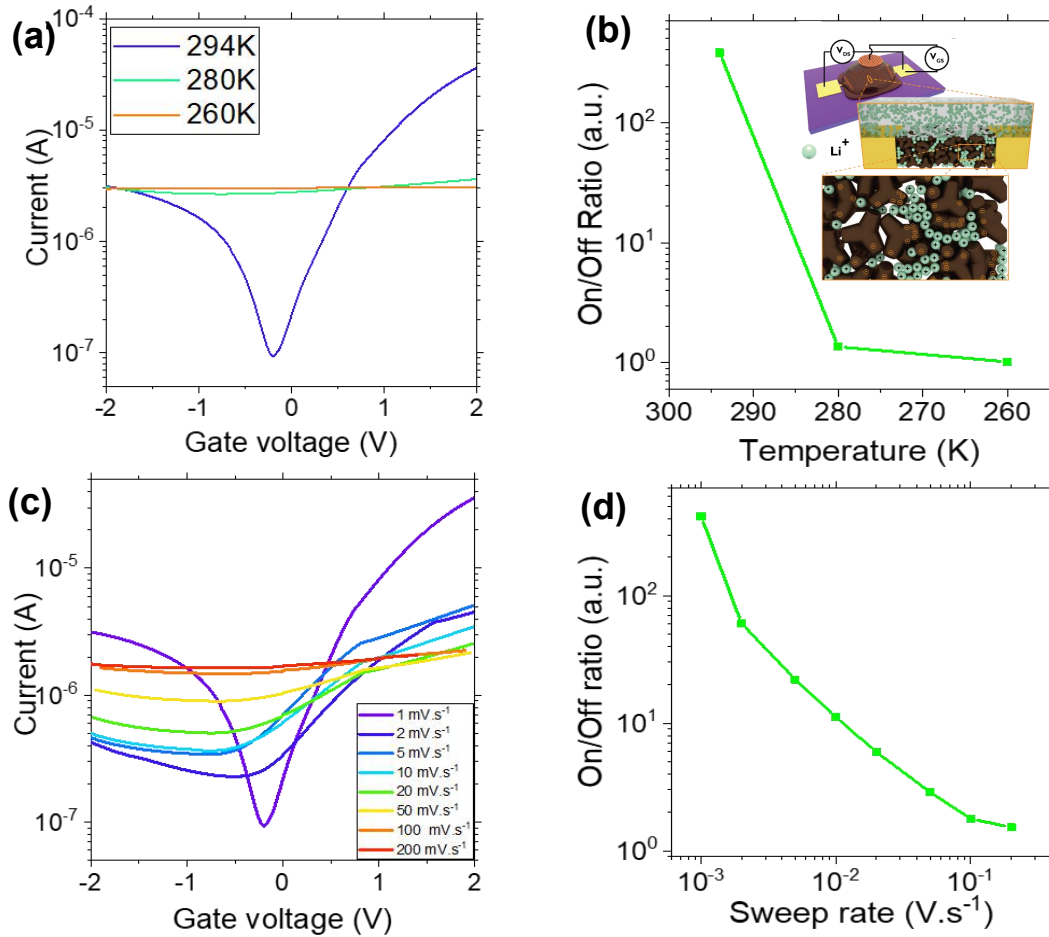 (a)
10⁻⁴
10⁻⁵
10⁻⁶
10⁻⁷
Current (A)
294K
280K
260K
-2
-1
0
1
2
Gate voltage (V)
(b)
10²
10¹
10⁰
On/Off Ratio (a.u.)
V_DS
V_GS
Li⁺
300
290
280
270
260
Temperature (K)
(c)
10⁻⁵
10⁻⁶
10⁻⁷
Current (A)
1 mV.s⁻¹
2 mV.s⁻¹
5 mV.s⁻¹
10 mV.s⁻¹
20 mV.s⁻¹
50 mV.s⁻¹
100 mV.s⁻¹
200 mV.s⁻¹
-2
-1
0
1
2
Gate voltage (V)
(d)
10²
10¹
10⁰
On/Off ratio (a.u.)
10⁻³
10⁻²
10⁻¹
Sweep rate (V.s⁻¹)